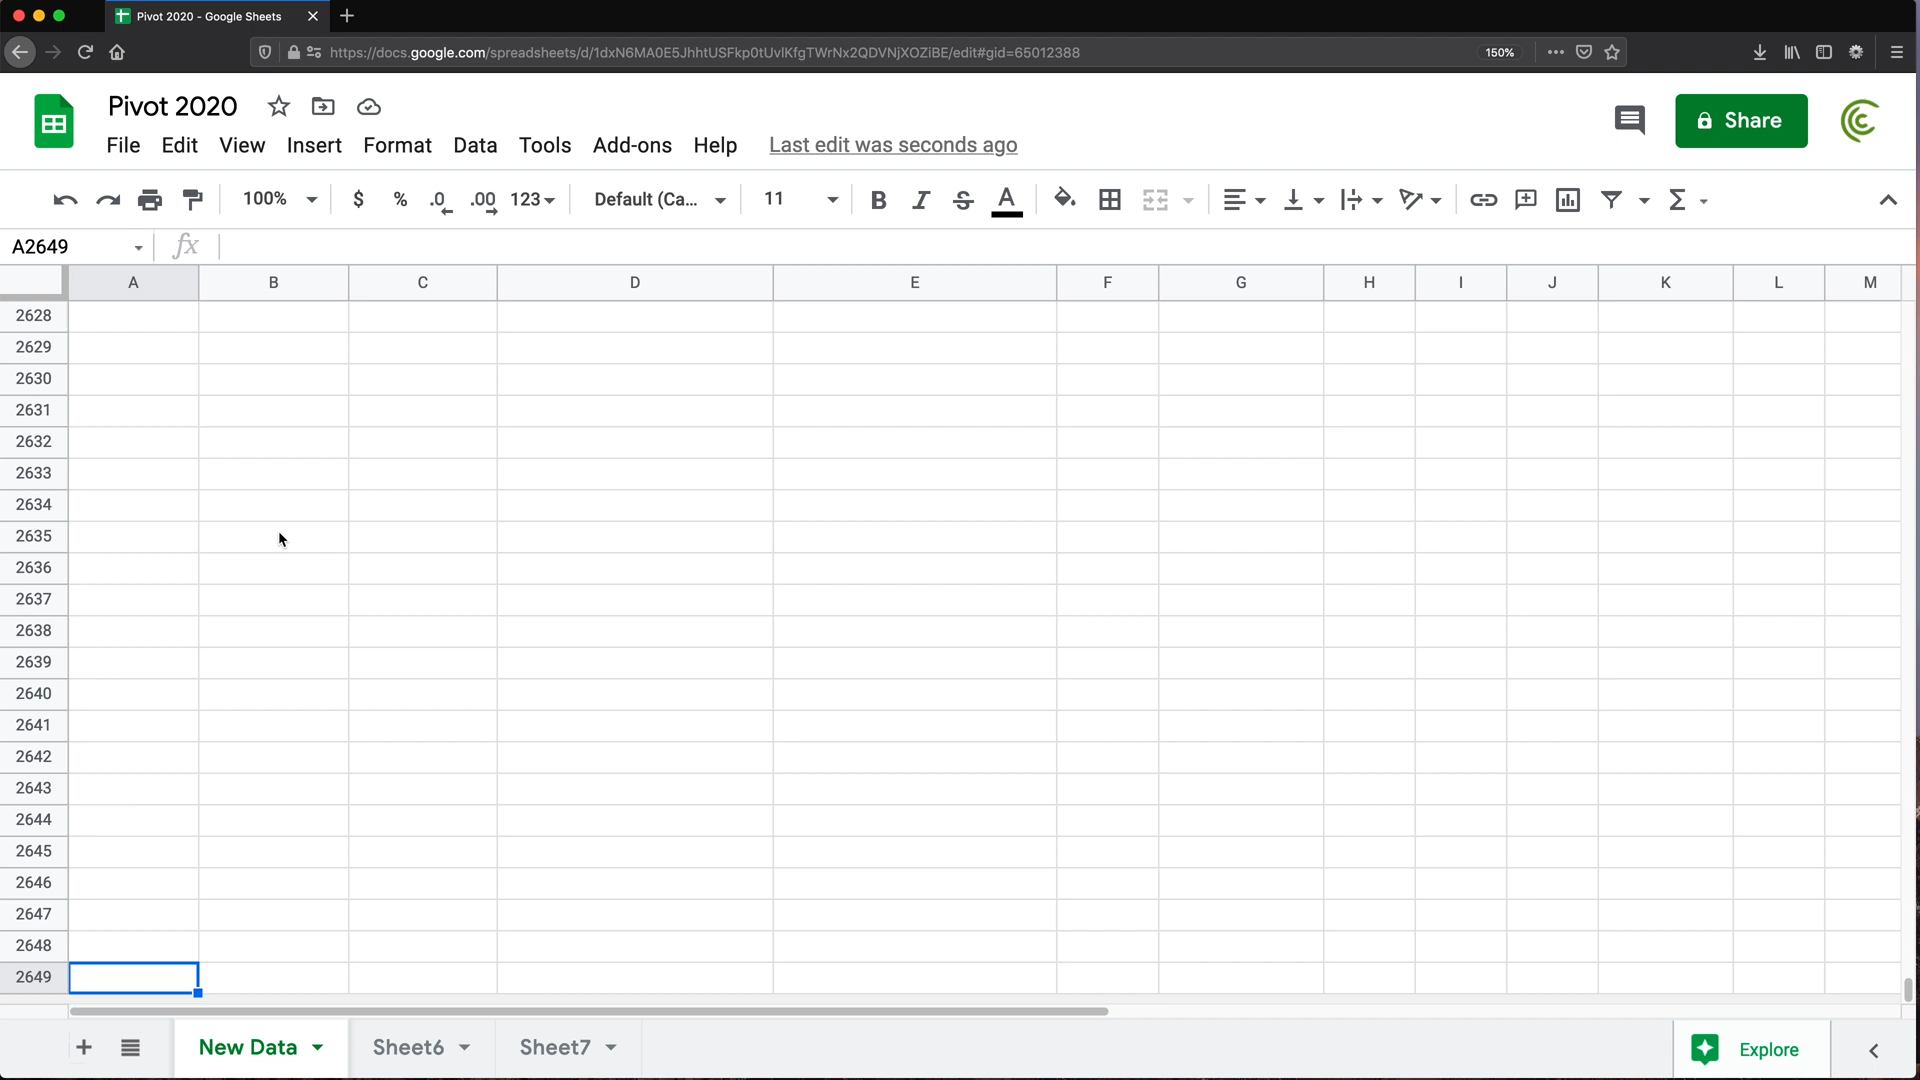 Pivot 2020 - Google Sheets
https://docs.google.com/spreadsheets/d/1dxN6MA0E5JhhtUSFkp0tUvlKfgTWrNx2QDVNjXOZiBE/edit#gid=65012388
150%
Pivot 2020
Share
File Edit View Insert Format Data Tools Add-ons Help Last edit was seconds ago
100% $ % .0 .00 123 Default (Ca... 11 B I S A
A2649 fx
A B C D E F G H I J K L M
2628
2629
2630
2631
2632
2633
2634
2635
2636
2637
2638
2639
2640
2641
2642
2643
2644
2645
2646
2647
2648
2649
New Data Sheet6 Sheet7 Explore